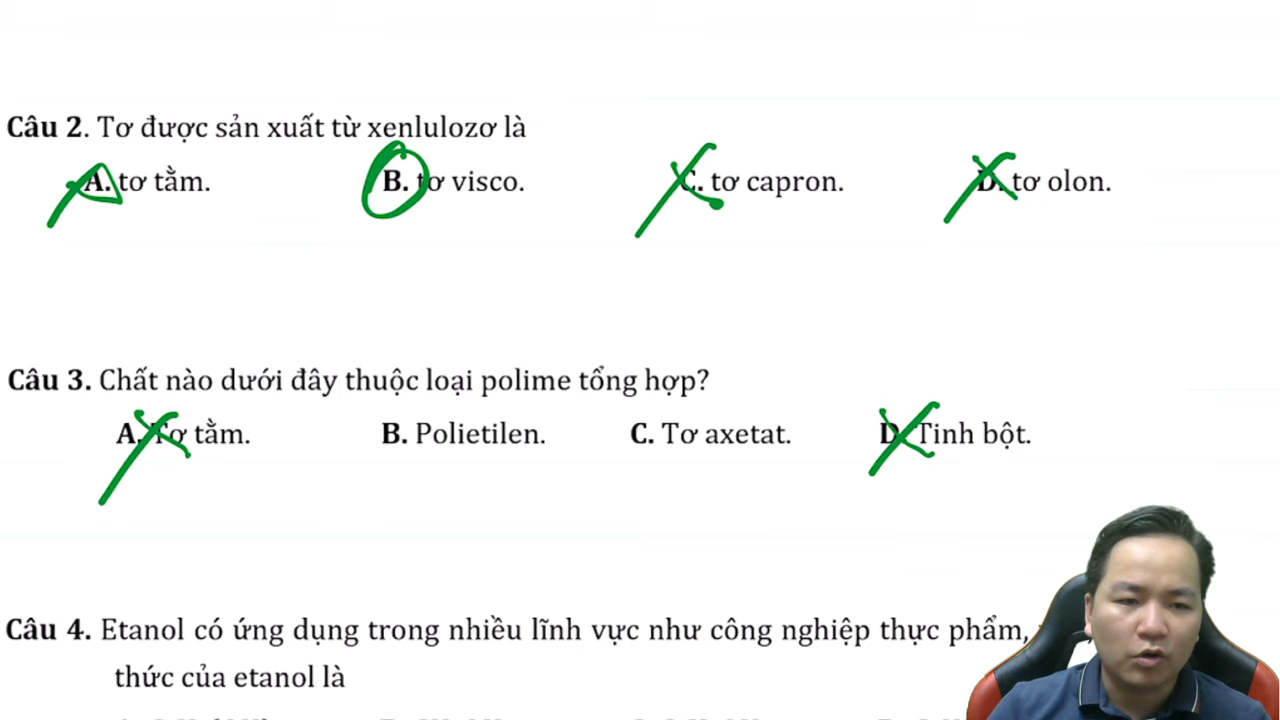 Câu 2. Tơ được sản xuất từ xenlulozơ là
A. tơ tằm. B. tơ visco. C. tơ capron. D. tơ olon.
Câu 3. Chất nào dưới đây thuộc loại polime tổng hợp?
A. Tơ tằm. B. Polietilen. C. Tơ axetat. D. Tinh bột.
Câu 4. Etanol có ứng dụng trong nhiều lĩnh vực như công nghiệp thực phẩm,
thức của etanol là